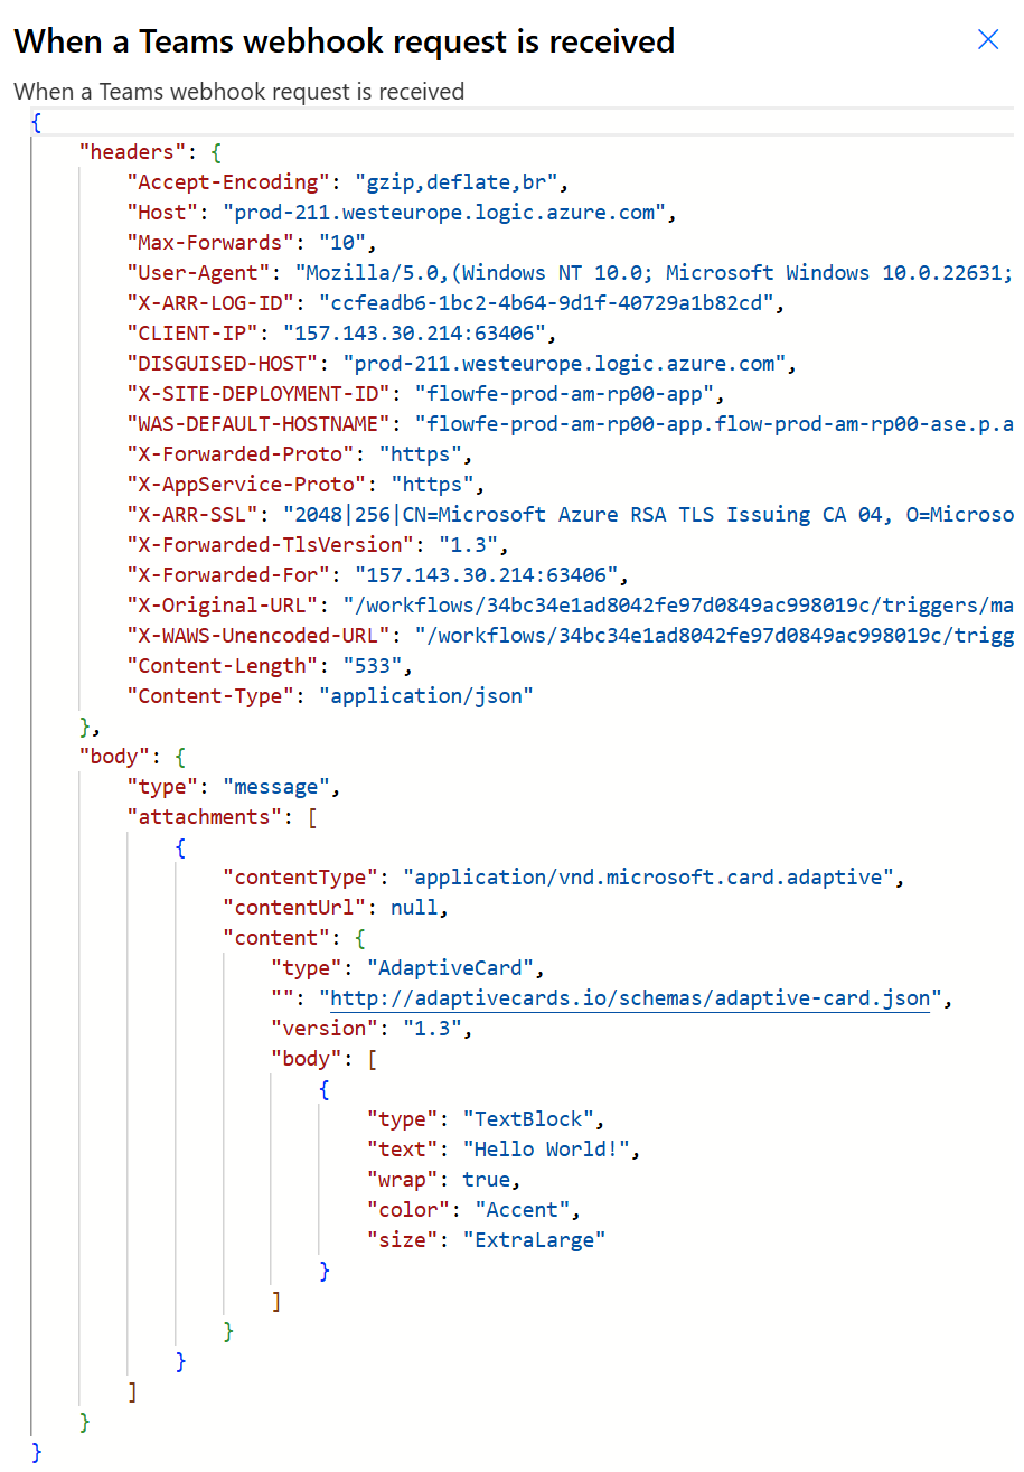 When a Teams webhook request is received
When a Teams webhook request is received
{
"headers": {
"Accept-Encoding": "gzip,deflate,br",
"Host": "prod-211.westeurope.logic.azure.com",
"Max-Forwards": "10",
"User-Agent": "Mozilla/5.0,(Windows NT 10.0; Microsoft Windows 10.0.22631;
"X-ARR-LOG-ID": "ccfeadb6-1bc2-4b64-9d1f-40729a1b82cd",
"CLIENT-IP": "157.143.30.214:63406",
"DISGUISED-HOST": "prod-211.westeurope.logic.azure.com",
"X-SITE-DEPLOYMENT-ID": "flowfe-prod-am-rp00-app",
"WAS-DEFAULT-HOSTNAME": "flowfe-prod-am-rp00-app.flow-prod-am-rp00-ase.p.a
"X-Forwarded-Proto": "https",
"X-AppService-Proto": "https",
"X-ARR-SSL": "2048|256|CN=Microsoft Azure RSA TLS Issuing CA 04, O=Microso
"X-Forwarded-TlsVersion": "1.3",
"X-Forwarded-For": "157.143.30.214:63406",
"X-Original-URL": "/workflows/34bc34e1ad8042fe97d0849ac998019c/triggers/ma
"X-WAWS-Unencoded-URL": "/workflows/34bc34e1ad8042fe97d0849ac998019c/trigg
"Content-Length": "533",
"Content-Type": "application/json"
},
"body": {
"type": "message",
"attachments": [
{
"contentType": "application/vnd.microsoft.card.adaptive",
"contentUrl": null,
"content": {
"type": "AdaptiveCard",
"": "http://adaptivecards.io/schemas/adaptive-card.json",
"version": "1.3",
"body": [
{
"type": "TextBlock",
"text": "Hello World!",
"wrap": true,
"color": "Accent",
"size": "ExtraLarge"
}
]
}
}
]
}
}